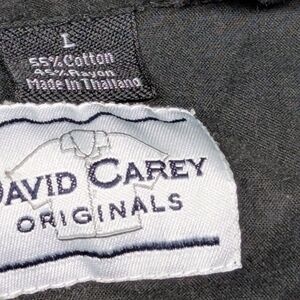 L
55% Cotton
45% Rayon
Made In Thailand
DAVID CAREY
ORIGINALS